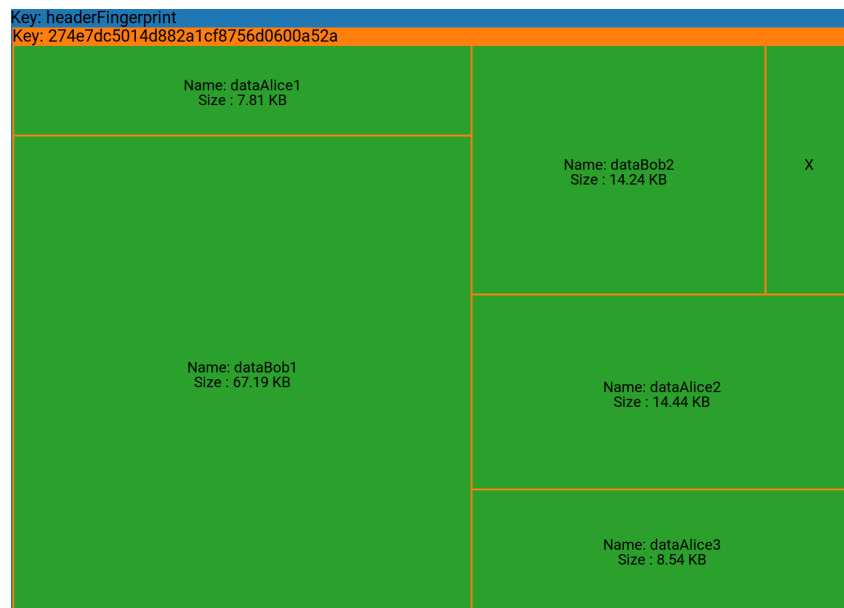 Key: headerFingerprint
Key: 274e7dc5014d882a1cf8756d0600a52a
Name: dataAlice1
Size : 7.81 KB
Name: dataBob2
Size : 14.24 KB
X
Name: dataBob1
Size : 67.19 KB
Name: dataAlice2
Size : 14.44 KB
Name: dataAlice3
Size : 8.54 KB